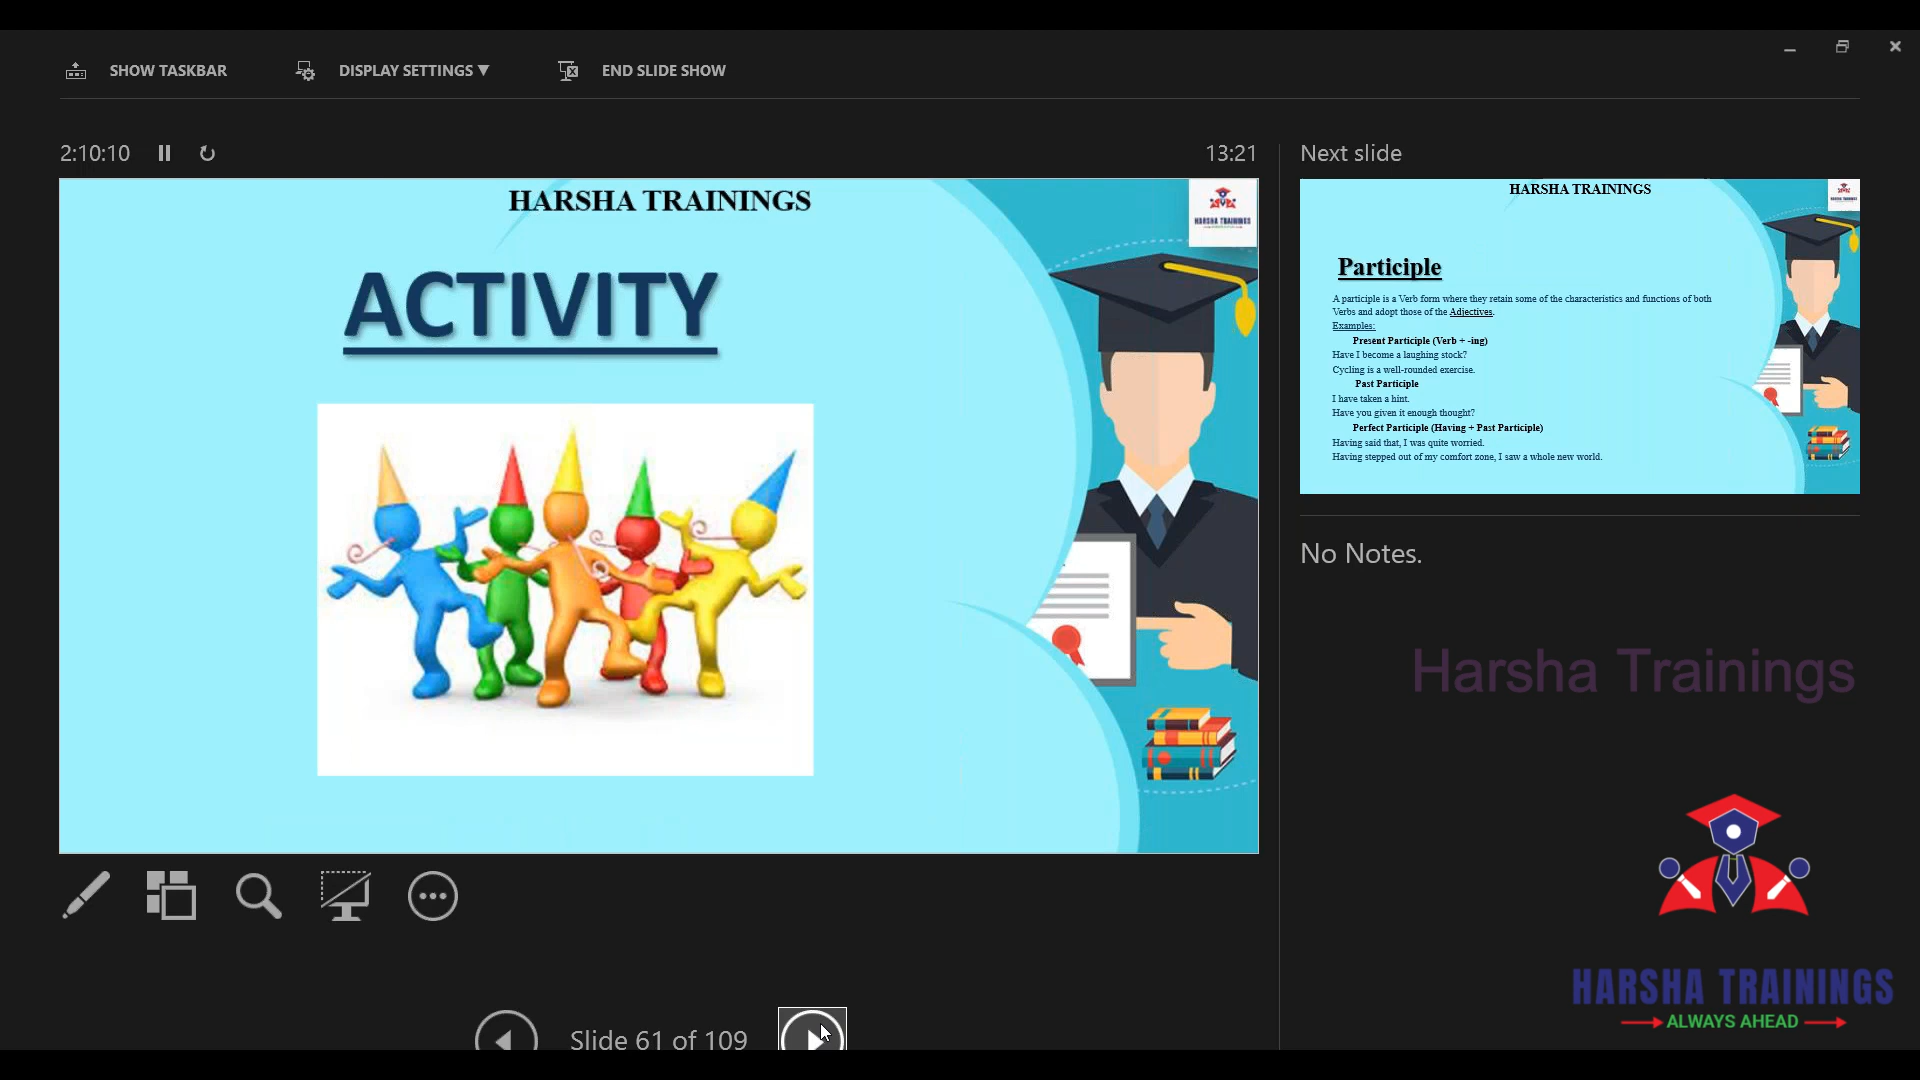 SHOW TASKBAR
DISPLAY SETTINGS ▼
END SLIDE SHOW
2:10:10
13:21
Next slide
HARSHA TRAININGS
HARSHA TRAININGS
ACTIVITY
HARSHA TRAININGS
HARSHA TRAININGS
Participle
A participle is a Verb form where they retain some of the characteristics and functions of both
Verbs and adopt those of the Adjectives.
Examples:
Present Participle (Verb + -ing)
Have I become a laughing stock?
Cycling is a well-rounded exercise.
Past Participle
I have taken a hint.
Have you given it enough thought?
Perfect Participle (Having + Past Participle)
Having said that, I was quite worried.
Having stepped out of my comfort zone, I saw a whole new world.
No Notes.
Harsha Trainings
HARSHA TRAININGS
ALWAYS AHEAD
Slide 61 of 109